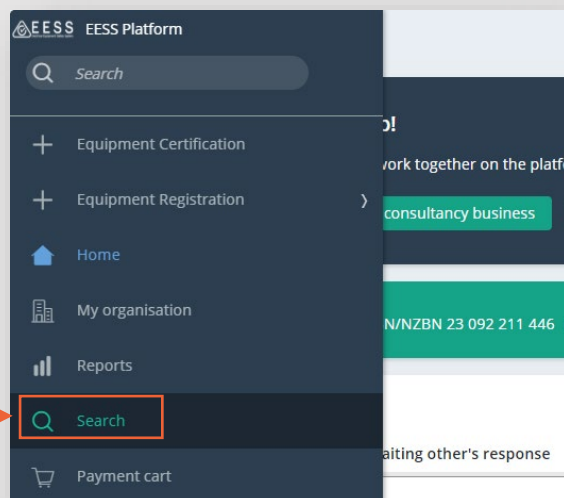 EESS EESS Platform
Search
Equipment Certification
Equipment Registration
Home
My organisation
Reports
Search
Payment cart
p!
work together on the platf
consultancy business
N/NZBN 23 092 211 446
aiting other's response